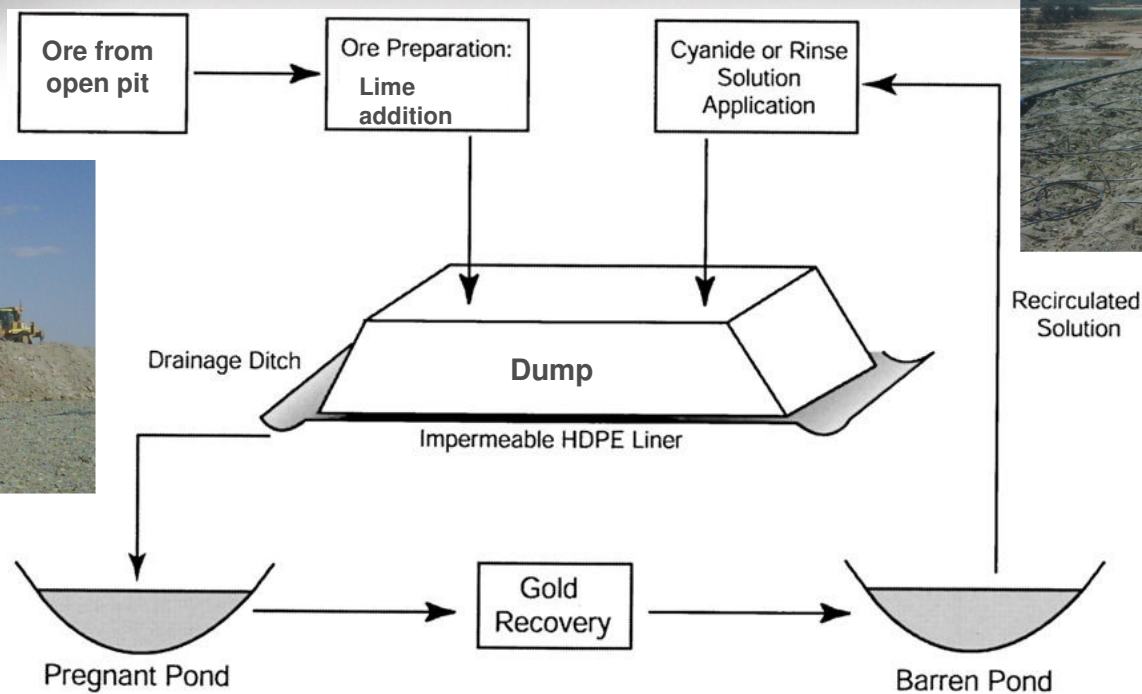 Ore from
open pit
Ore Preparation:
Lime
addition
Cyanide or Rinse
Solution
Application
Recirculated
Solution
Drainage Ditch
Dump
Impermeable HDPE Liner
Gold
Recovery
Pregnant Pond
Barren Pond